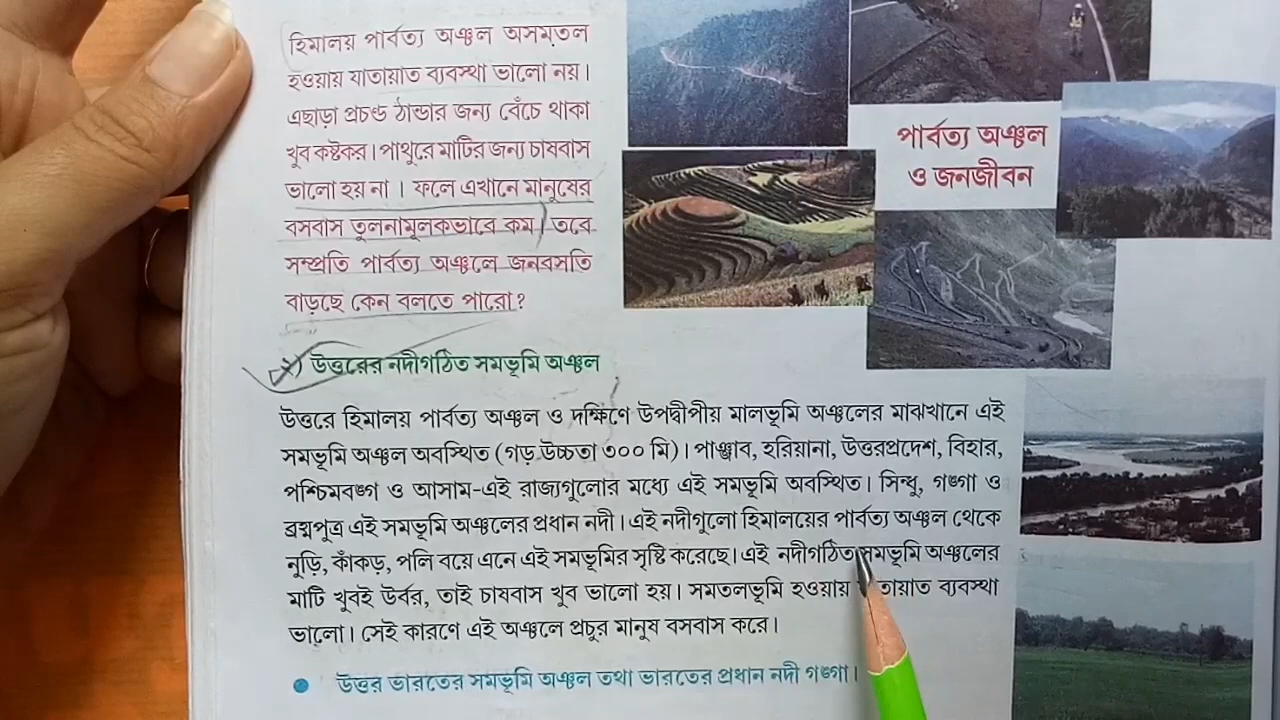 হিমালয় পার্বত্য অঞ্চল অসমতল
হওয়ায় যাতায়াত ব্যবস্থা ভালো নয়।
এছাড়া প্রচণ্ড ঠান্ডার জন্য বেঁচে থাকা
খুব কষ্টকর। পাথুরে মাটির জন্য চাষবাস
ভালো হয় না । ফলে এখানে মানুষের
বসবাস তুলনামূলকভাবে কম। তবে
সম্প্রতি পার্বত্য অঞ্চলে জনবসতি
বাড়ছে কেন বলতে পারো?
পার্বত্য অঞ্চল
ও জনজীবন
২) উত্তরের নদীগঠিত সমভূমি অঞ্চল
উত্তরে হিমালয় পার্বত্য অঞ্চল ও দক্ষিণে উপদ্বীপীয় মালভূমি অঞ্চলের মাঝখানে এই
সমভূমি অঞ্চল অবস্থিত (গড় উচ্চতা ৩০০ মি)। পাঞ্জাব, হরিয়ানা, উত্তরপ্রদেশ, বিহার,
পশ্চিমবঙ্গ ও আসাম-এই রাজ্যগুলোর মধ্যে এই সমভূমি অবস্থিত। সিন্ধু, গঙ্গা ও
ব্রহ্মপুত্র এই সমভূমি অঞ্চলের প্রধান নদী। এই নদীগুলো হিমালয়ের পার্বত্য অঞ্চল থেকে
নুড়ি, কাঁকড়, পলি বয়ে এনে এই সমভূমির সৃষ্টি করেছে। এই নদীগঠিত সমভূমি অঞ্চলের
মাটি খুবই উর্বর, তাই চাষবাস খুব ভালো হয়। সমতলভূমি হওয়ায় ব্যবস্থা
ভালো। সেই কারণে এই অঞ্চলে প্রচুর মানুষ বসবাস করে।
● উত্তর ভারতের সমভূমি অঞ্চল তথা ভারতের প্রধান নদী গঙ্গা।